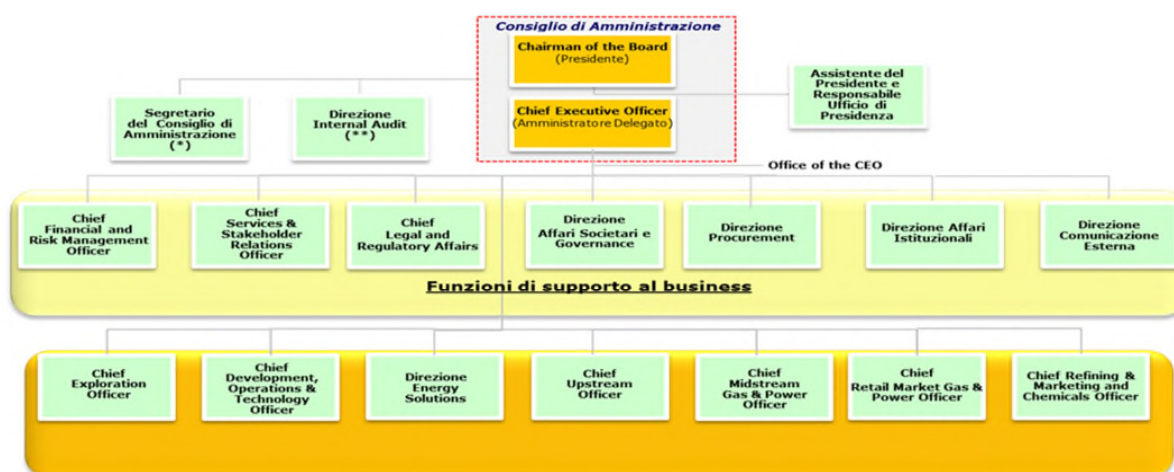 Consiglio di Amministrazione
Chairman of the Board
(Presidente)
Chief Executive Officer
(Amministratore Delegato)
Segretario
del Consiglio di
Amministrazione
(*)
Direzione
Internal Audit
(**)
Assistente del
Presidente e
Responsabile
Ufficio di
Presidenza
Office of the CEO
Chief
Financial and
Risk Management
Officer
Chief
Services &
Stakeholder
Relations
Officer
Chief
Legal and
Regulatory Affairs
Direzione
Affari Societari e
Governance
Direzione
Procurement
Direzione Affari
Istituzionali
Direzione
Comunicazione
Esterna
Funzioni di supporto al business
Chief
Exploration
Officer
Chief
Development,
Operations &
Technology
Officer
Direzione
Energy
Solutions
Chief
Upstream
Officer
Chief
Midstream
Gas & Power
Officer
Chief
Retail Market Gas &
Power Officer
Chief Refining &
Marketing and
Chemicals Officer